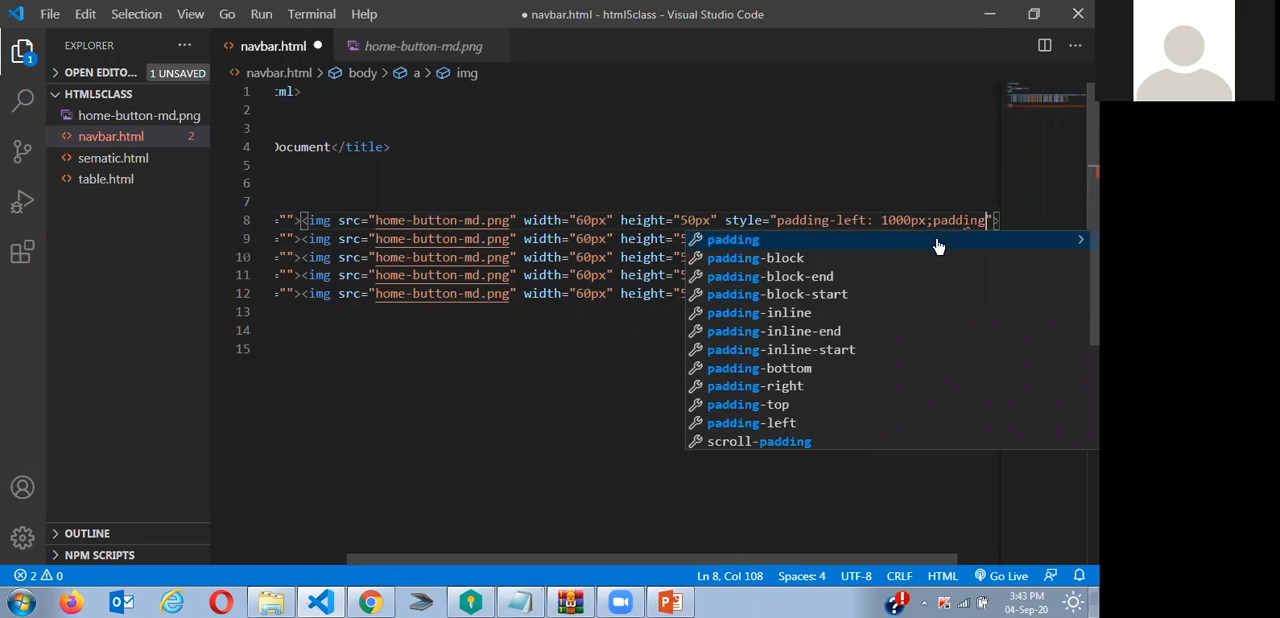 File Edit Selection View Go Run Terminal Help
● navbar.html - html5class - Visual Studio Code
EXPLORER
OPEN EDITO... 1 UNSAVED
HTML5CLASS
home-button-md.png
navbar.html 2
sematic.html
table.html
OUTLINE
NPM SCRIPTS
navbar.html
home-button-md.png
navbar.html > body > a > img
1 ml>
2
3
4 Document</title>
5
6
7
8 =""><img src="home-button-md.png" width="60px" height="50px" style="padding-left: 1000px;padding">
9 =""><img src="home-button-md.png" width="60px" height="5
10 =""><img src="home-button-md.png" width="60px" height="5
11 =""><img src="home-button-md.png" width="60px" height="5
12 =""><img src="home-button-md.png" width="60px" height="5
13
14
15
padding
padding-block
padding-block-end
padding-block-start
padding-inline
padding-inline-end
padding-inline-start
padding-bottom
padding-right
padding-top
padding-left
scroll-padding
1
2 0
Ln 8, Col 108 Spaces: 4 UTF-8 CRLF HTML Go Live
3:43 PM
04-Sep-20